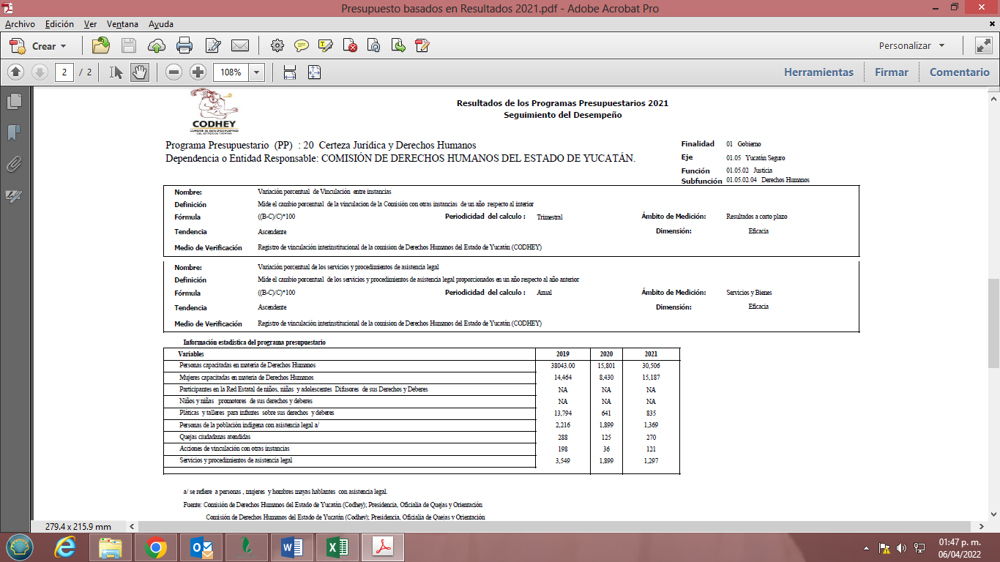 Presupuesto basados en Resultados 2021.pdf - Adobe Acrobat Pro
Archivo Edición Ver Ventana Ayuda
Crear Personalizar
2 / 2 108% Herramientas Firmar Comentario
CODHEY
COMISIÓN DE DERECHOS HUMANOS
DEL ESTADO DE YUCATÁN
Resultados de los Programas Presupuestarios 2021
Seguimiento del Desempeño
Programa Presupuestario (PP) : 20 Certeza Jurídica y Derechos Humanos
Dependencia o Entidad Responsable: COMISIÓN DE DERECHOS HUMANOS DEL ESTADO DE YUCATÁN.
Finalidad 01 Gobierno
Eje 01.05 Yucatán Seguro
Función 01.05.02 Justicia
Subfunción 01.05.02.04 Derechos Humanos
Nombre: Variación porcentual de Vinculación entre instancias
Definición Mide el cambio porcentual de la vinculacion de la Comisión con otras instancias de un año respecto al interior
Fórmula ((B-C)/C)*100 Periodicidad del calculo : Trimestral Ámbito de Medición: Resultados a corto plazo
Tendencia Ascendente Dimensión: Eficacia
Medio de Verificación Registro de vinculación interinstitucional de la comision de Derechos Humanos del Estado de Yucatán (CODHEY)
Nombre: Variación porcentual de los servicios y procedimientos de asistencia legal
Definición Mide el cambio porcentual de los servicios y procedimientos de asistencia legal proporcionados en un año respecto al año anterior
Fórmula ((B-C)/C)*100 Periodicidad del calculo : Anual Ámbito de Medición: Servicios y Bienes
Tendencia Ascendente Dimensión: Eficacia
Medio de Verificación Registro de vinculación interinstitucional de la comision de Derechos Humanos del Estado de Yucatán (CODHEY)
Información estadistica del programa presupuestario
Variables 2019 2020 2021
Personas capacitadas en materia de Derechos Humanos 38043.00 15,801 30,506
Mujeres capacitadas en materia de Derechos Humanos 14,464 8,430 15,187
Participantes en la Red Estatal de niños, niñas y adolescentes Difusores de sus Derechos y Deberes NA NA NA
Niños y niñas promotores de sus derechos y deberes NA NA NA
Pláticas y talleres para infantes sobre sus derechos y deberes 13,794 641 835
Personas de la población indígena con asistencia legal a/ 2,216 1,899 1,369
Quejas ciudadanas atendidas 288 125 270
Acciones de vinculación con otras instancias 198 36 121
Servicios y procedimientos de asistencia legal 3,549 1,899 1,297
a/ se refiere a personas , mujeres y hombres mayas hablantes con asistencia legal.
Fuente: Comisión de Derechos Humanos del Estado de Yucatán (Codhey); Presidencia, Oficialía de Quejas y Orientación
Comisión de Derechos Humanos del Estado de Yucatán (Codhey); Presidencia, Oficialía de Quejas y Orientación
279.4 x 215.9 mm
01:47 p. m.
06/04/2022